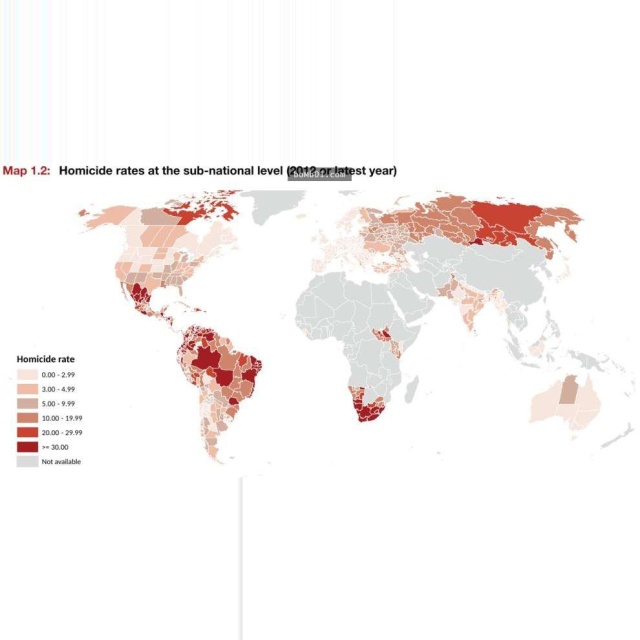 Map 1.2: Homicide rates at the sub-national level (2012 or latest year)
Homicide rate
0.00 - 2.99
3.00 - 4.99
5.00 - 9.99
10.00 - 19.99
20.00 - 29.99
>= 30.00
Not available